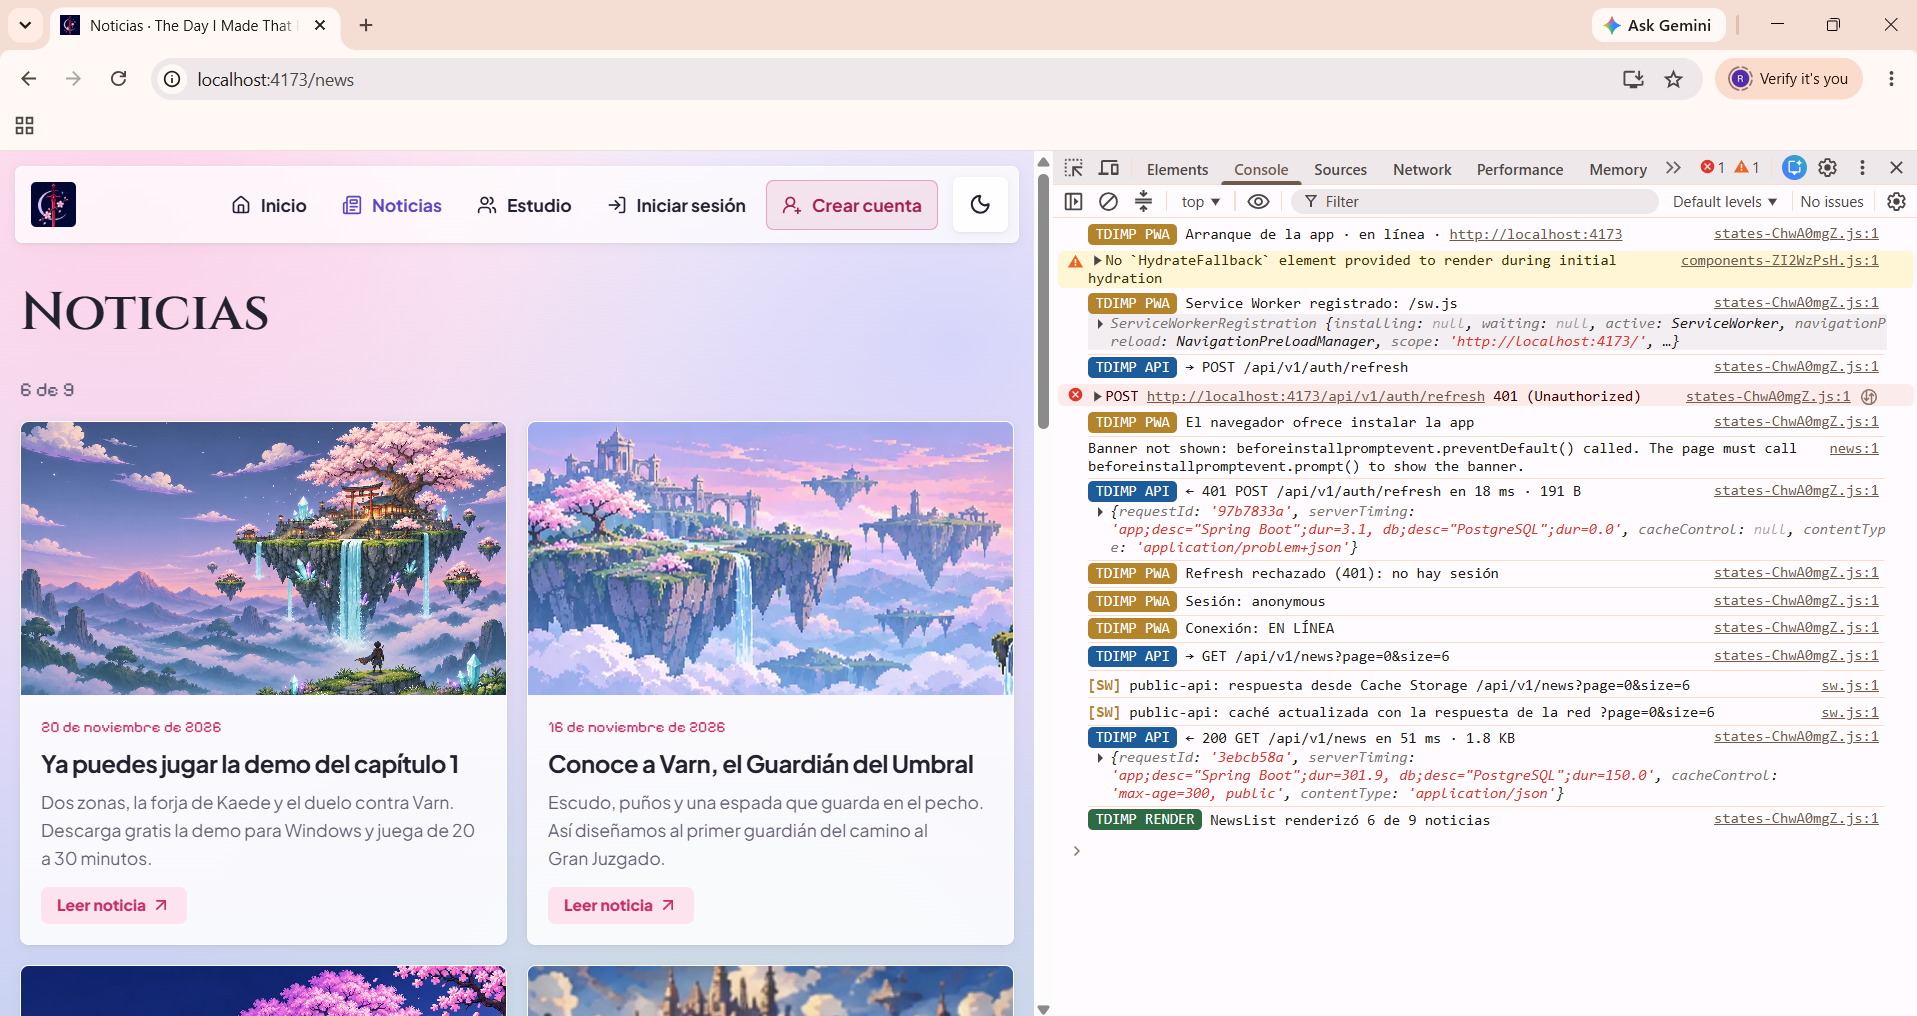 Noticias · The Day I Made That
Ask Gemini
localhost:4173/news
R
Verify it's you
Inicio
Noticias
Estudio
Iniciar sesión
Crear cuenta
NOTICIAS
6 de 9
20 de noviembre de 2026
Ya puedes jugar la demo del capítulo 1
Dos zonas, la forja de Kaede y el duelo contra Varn.
Descarga gratis la demo para Windows y juega de 20
a 30 minutos.
Leer noticia
16 de noviembre de 2026
Conoce a Varn, el Guardián del Umbral
Escudo, puños y una espada que guarda en el pecho.
Así diseñamos al primer guardián del camino al
Gran Juzgado.
Leer noticia
Elements Console Sources Network Performance Memory 1 1
top Filter Default levels No issues
TDIMP PWA Arranque de la app · en línea · http://localhost:4173 states-ChwA0mgZ.js:1
No `HydrateFallback` element provided to render during initial components-ZI2WzPsH.js:1
hydration
TDIMP PWA Service Worker registrado: /sw.js states-ChwA0mgZ.js:1
ServiceWorkerRegistration {installing: null, waiting: null, active: ServiceWorker, navigationP
reload: NavigationPreloadManager, scope: 'http://localhost:4173/', …}
TDIMP API → POST /api/v1/auth/refresh states-ChwA0mgZ.js:1
POST http://localhost:4173/api/v1/auth/refresh 401 (Unauthorized) states-ChwA0mgZ.js:1
TDIMP PWA El navegador ofrece instalar la app states-ChwA0mgZ.js:1
Banner not shown: beforeinstallpromptevent.preventDefault() called. The page must call news:1
beforeinstallpromptevent.prompt() to show the banner.
TDIMP API ← 401 POST /api/v1/auth/refresh en 18 ms · 191 B states-ChwA0mgZ.js:1
{requestId: '97b7833a', serverTiming:
'app;desc="Spring Boot";dur=3.1, db;desc="PostgreSQL";dur=0.0', cacheControl: null, contentTyp
e: 'application/problem+json'}
TDIMP PWA Refresh rechazado (401): no hay sesión states-ChwA0mgZ.js:1
TDIMP PWA Sesión: anonymous states-ChwA0mgZ.js:1
TDIMP PWA Conexión: EN LÍNEA states-ChwA0mgZ.js:1
TDIMP API → GET /api/v1/news?page=0&size=6 states-ChwA0mgZ.js:1
[SW] public-api: respuesta desde Cache Storage /api/v1/news?page=0&size=6 sw.js:1
[SW] public-api: caché actualizada con la respuesta de la red ?page=0&size=6 sw.js:1
TDIMP API ← 200 GET /api/v1/news en 51 ms · 1.8 KB states-ChwA0mgZ.js:1
{requestId: '3ebcb58a', serverTiming:
'app;desc="Spring Boot";dur=301.9, db;desc="PostgreSQL";dur=150.0', cacheControl:
'max-age=300, public', contentType: 'application/json'}
TDIMP RENDER NewsList renderizó 6 de 9 noticias states-ChwA0mgZ.js:1